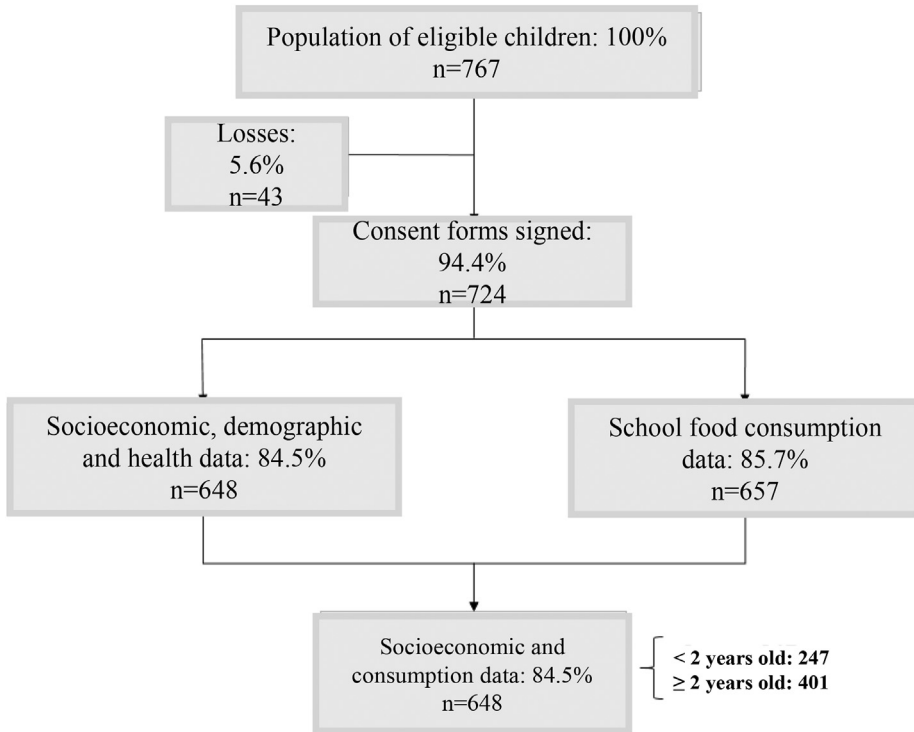 Population of eligible children: 100%
n=767
Losses:
5.6%
n=43
Consent forms signed:
94.4%
n=724
Socioeconomic, demographic
and health data: 84.5%
n=648
School food consumption
data: 85.7%
n=657
Socioeconomic and
consumption data: 84.5%
n=648
< 2 years old: 247
≥ 2 years old: 401